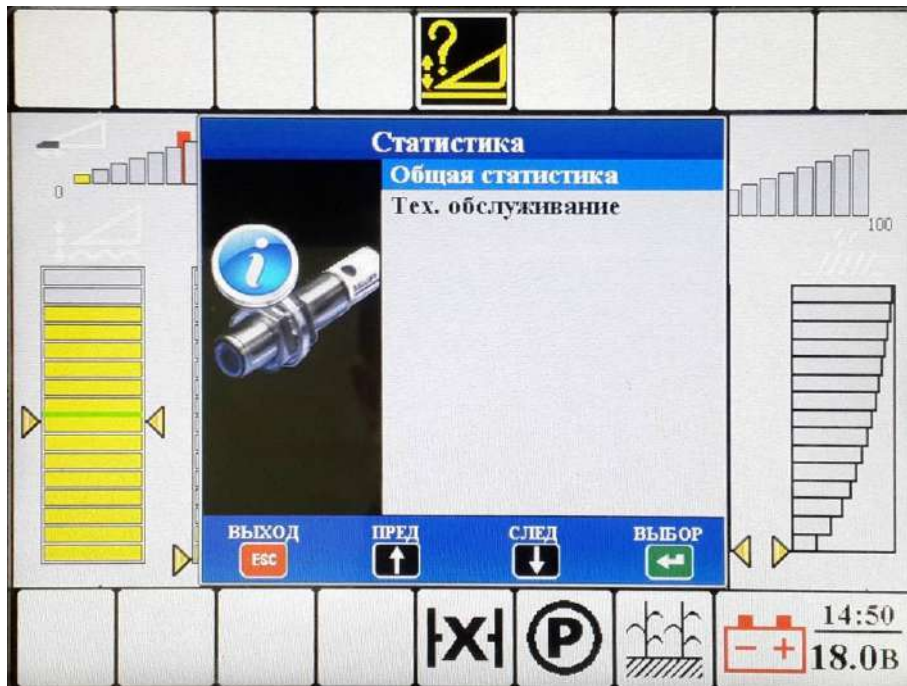 ?
Статистика
Общая статистика
Тех. обслуживание
0
100
i
ВЫХОД ПРЕД СЛЕД ВЫБОР
ESC
X P
14:50
- + 18.0В